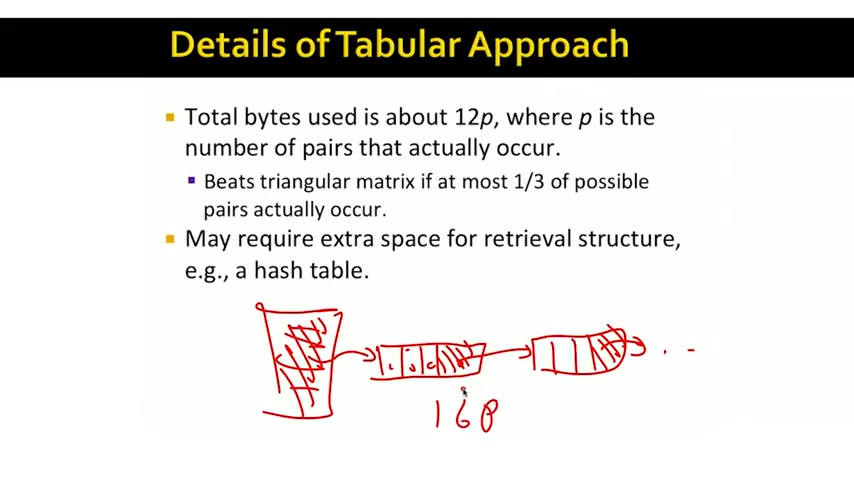 Details of Tabular Approach
Total bytes used is about 12p, where p is the
number of pairs that actually occur.
Beats triangular matrix if at most 1/3 of possible
pairs actually occur.
May require extra space for retrieval structure,
e.g., a hash table.
16p